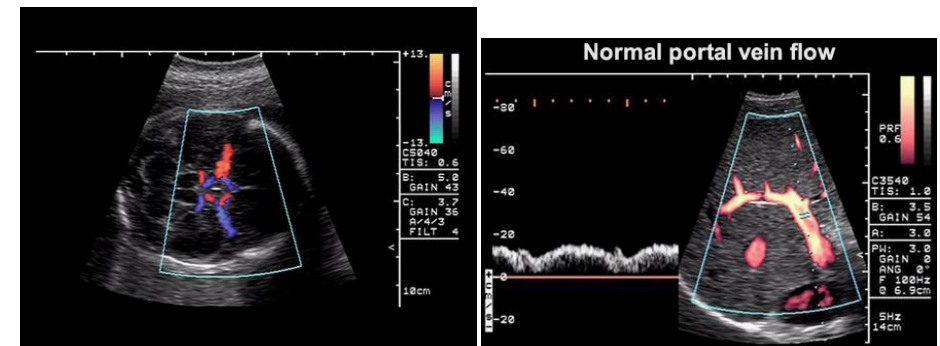 +13.
c
m
/
s
-13.
C5040
TIS: 0.6
B: 5.0
GAIN 43
C: 3.7
GAIN 36
A/4/3
FILT 4
<
10cm
Normal portal vein flow
-80
-60
-40
-20
-0
-20
PRF
0.6
C3540
TIS: 1.0
B: 3.5
GAIN 54
A: 3.0
PW: 3.0
GAIN 0
ANG 0°
F 100Hz
@ 6.9cm
<
5Hz
14cm